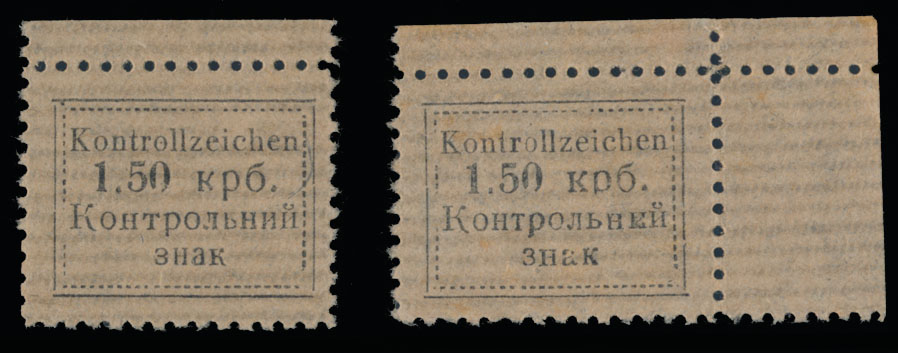 Kontrollzeichen
1.50 крб.
Контрольний
знак
Kontrollzeichen
1.50 крб.
Контрольний
знак